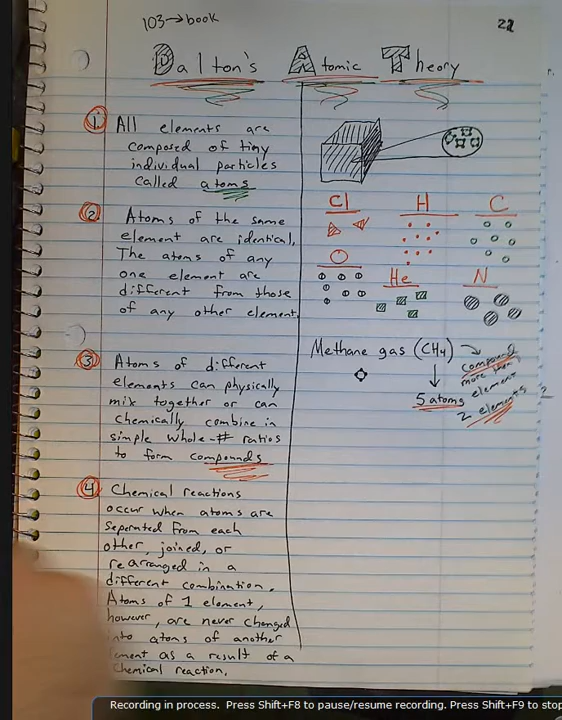 103→book
22
Dalton's Atomic Theory
1 All elements are
composed of tiny
individual particles
called atoms
2 Atoms of the same
element are identical.
The atoms of any
one element are
different from those
of any other element.
3 Atoms of different
elements can physically
mix together or can
chemically combine in
simple whole-# ratios
to form compounds
4 Chemical reactions
occur when atoms are
seperated from each
other, joined, or
rearranged in a
different combination.
Atoms of 1 element,
however, are never changed
into atoms of another
ement as a result of a
Chemical reaction.
Cl H C
O He N
Methane gas (CH4) →
compound
more than
element
2 elements
↓
5 atoms
2
Recording in process. Press Shift+F8 to pause/resume recording. Press Shift+F9 to stop